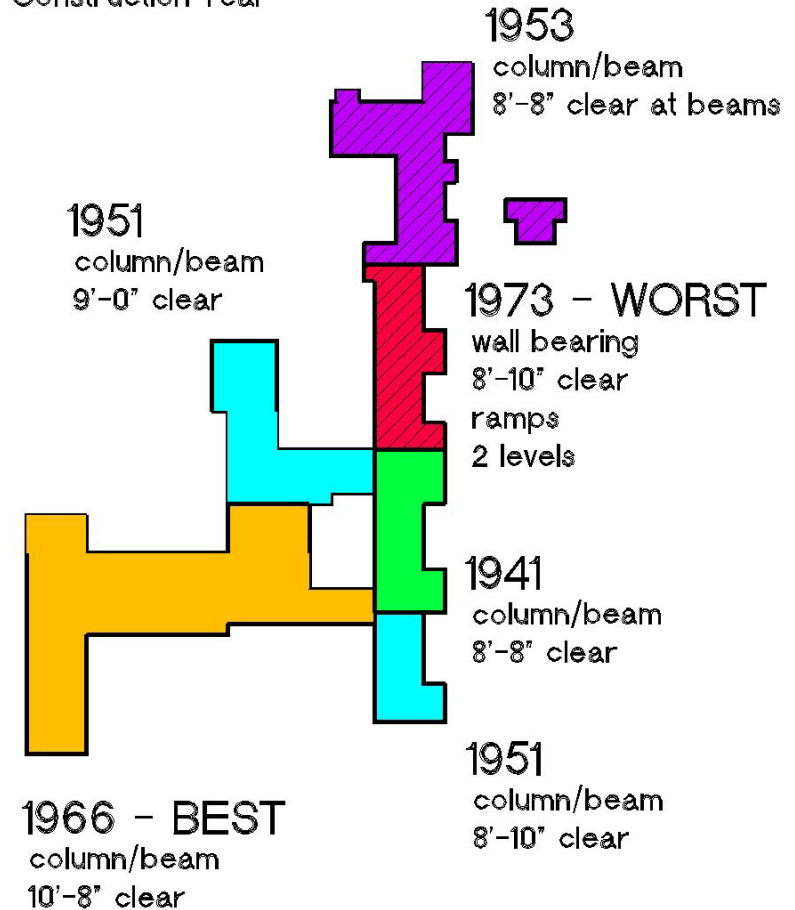 Construction Year
1953
column/beam
8'-8" clear at beams
1951
column/beam
9'-0" clear
1973 - WORST
wall bearing
8'-10" clear
ramps
2 levels
1941
column/beam
8'-8" clear
1951
column/beam
8'-10" clear
1966 - BEST
column/beam
10'-8" clear